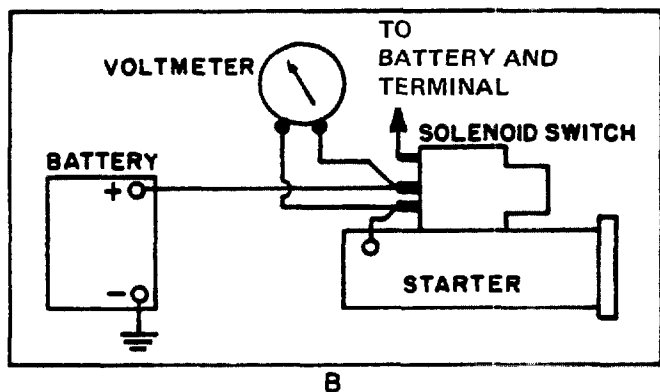 TO
BATTERY AND
TERMINAL
VOLTMETER
SOLENOID SWITCH
BATTERY
+
−
STARTER
B